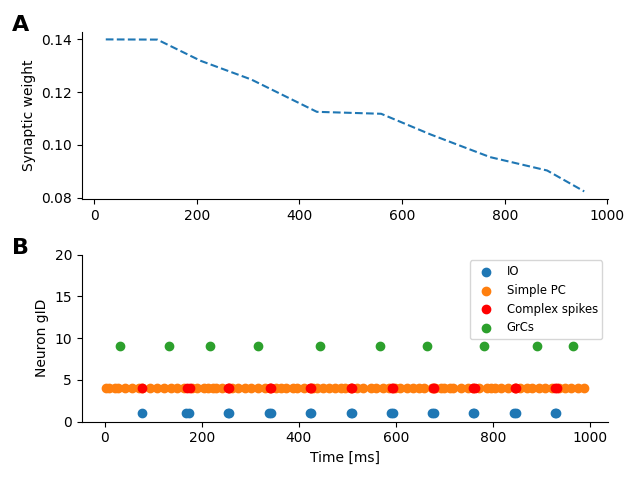 A
0.14
0.12
0.10
0.08
Synaptic weight
0 200 400 600 800 1000
B
20
15
10
5
0
Neuron gID
IO
Simple PC
Complex spikes
GrCs
0 200 400 600 800 1000
Time [ms]